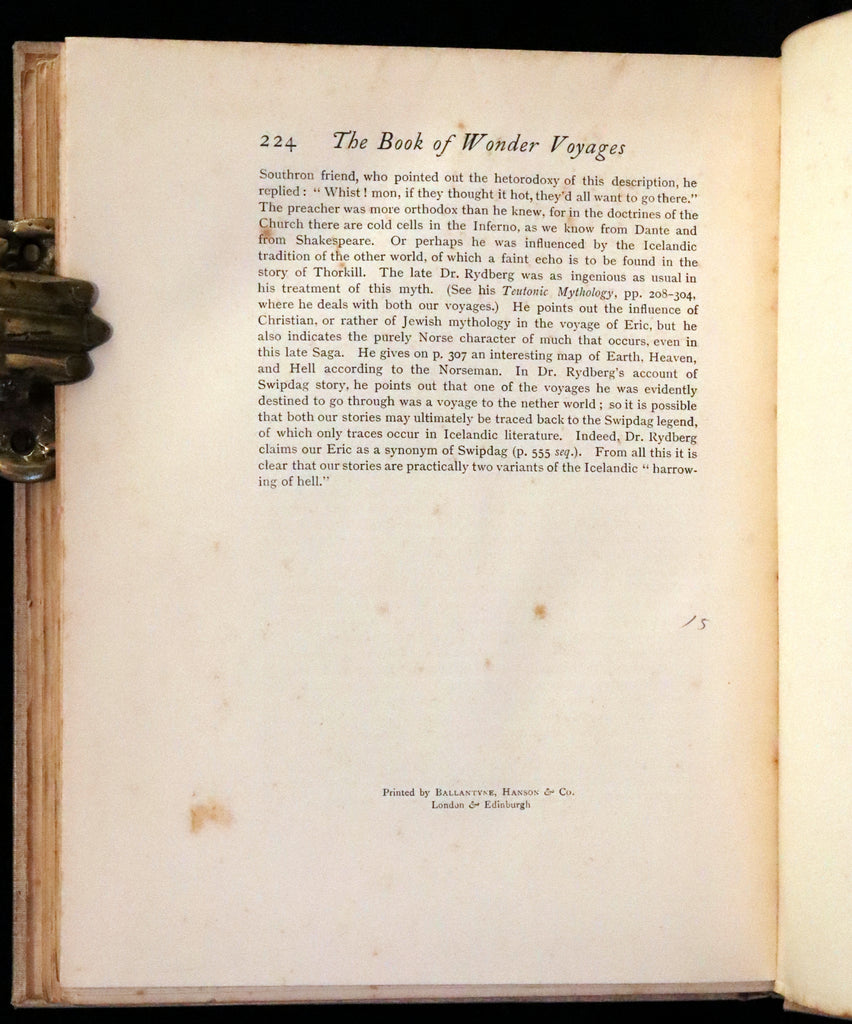 224 The Book of Wonder Voyages
Southron friend, who pointed out the hetorodoxy of this description, he
replied : “ Whist ! mon, if they thought it hot, they’d all want to go there.”
The preacher was more orthodox than he knew, for in the doctrines of the
Church there are cold cells in the Inferno, as we know from Dante and
from Shakespeare. Or perhaps he was influenced by the Icelandic
tradition of the other world, of which a faint echo is to be found in the
story of Thorkill. The late Dr. Rydberg was as ingenious as usual in
his treatment of this myth. (See his Teutonic Mythology, pp. 208–304,
where he deals with both our voyages.) He points out the influence of
Christian, or rather of Jewish mythology in the voyage of Eric, but he
also indicates the purely Norse character of much that occurs, even in
this late Saga. He gives on p. 307 an interesting map of Earth, Heaven,
and Hell according to the Norseman. In Dr. Rydberg’s account of
Swipdag story, he points out that one of the voyages he was evidently
destined to go through was a voyage to the nether world ; so it is possible
that both our stories may ultimately be traced back to the Swipdag legend,
of which only traces occur in Icelandic literature. Indeed, Dr. Rydberg
claims our Eric as a synonym of Swipdag (p. 555 seq.). From all this it is
clear that our stories are practically two variants of the Icelandic “ harrow-
ing of hell.”
15
Printed by BALLANTYNE, HANSON & Co.
London & Edinburgh